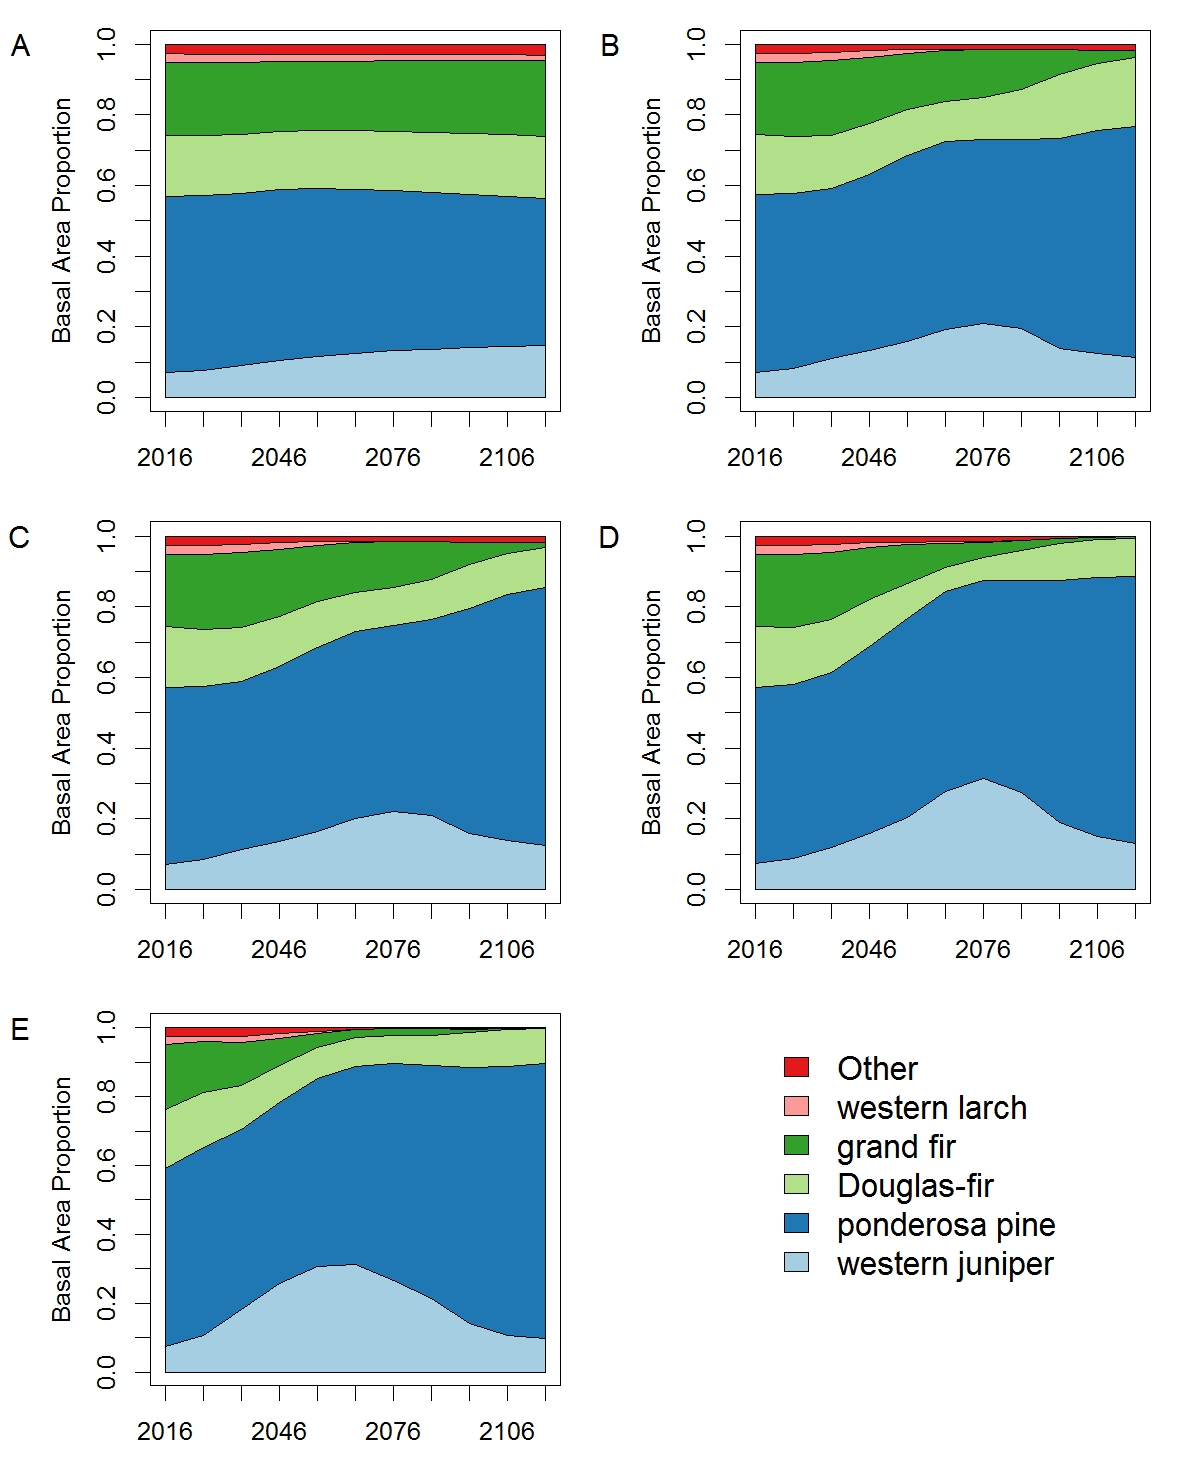 A
Basal Area Proportion
0.0 0.2 0.4 0.6 0.8 1.0
2016 2046 2076 2106
B
Basal Area Proportion
0.0 0.2 0.4 0.6 0.8 1.0
2016 2046 2076 2106
C
Basal Area Proportion
0.0 0.2 0.4 0.6 0.8 1.0
2016 2046 2076 2106
D
Basal Area Proportion
0.0 0.2 0.4 0.6 0.8 1.0
2016 2046 2076 2106
E
Basal Area Proportion
0.0 0.2 0.4 0.6 0.8 1.0
2016 2046 2076 2106
Other
western larch
grand fir
Douglas-fir
ponderosa pine
western juniper